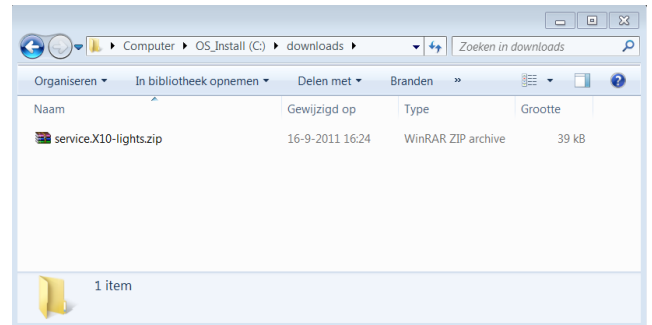 Computer OS_Install (C:) downloads Zoeken in downloads
Organiseren In bibliotheek opnemen Delen met Branden »
Naam Gewijzigd op Type Grootte
service.X10-lights.zip 16-9-2011 16:24 WinRAR ZIP archive 39 kB
1 item